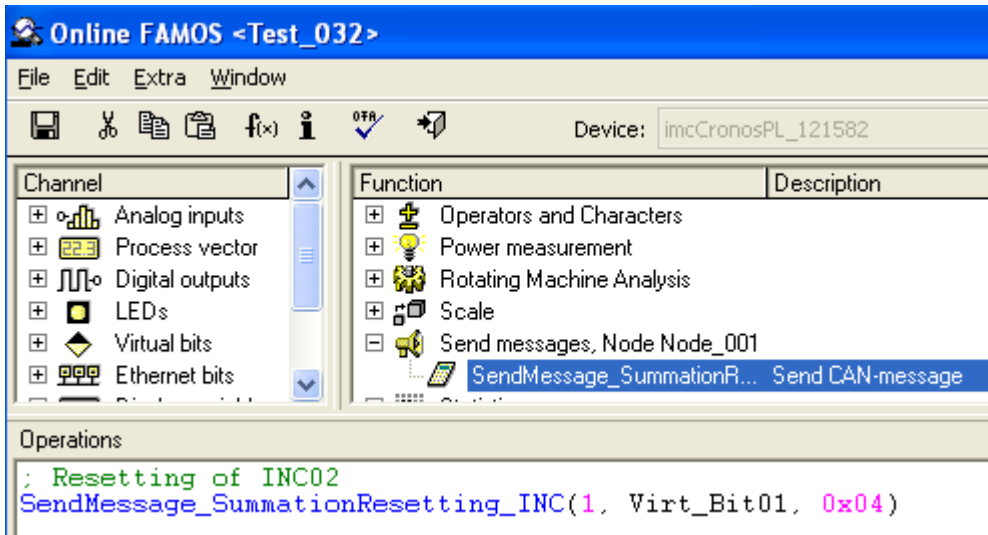 Online FAMOS <Test_032>
File Edit Extra Window
f(x) i Device: imcCronosPL_121582
Channel
Analog inputs
Process vector
Digital outputs
LEDs
Virtual bits
Ethernet bits
Function Description
Operators and Characters
Power measurement
Rotating Machine Analysis
Scale
Send messages, Node Node_001
SendMessage_SummationR... Send CAN-message
Operations
; Resetting of INC02
SendMessage_SummationResetting_INC(1, Virt_Bit01, 0x04)